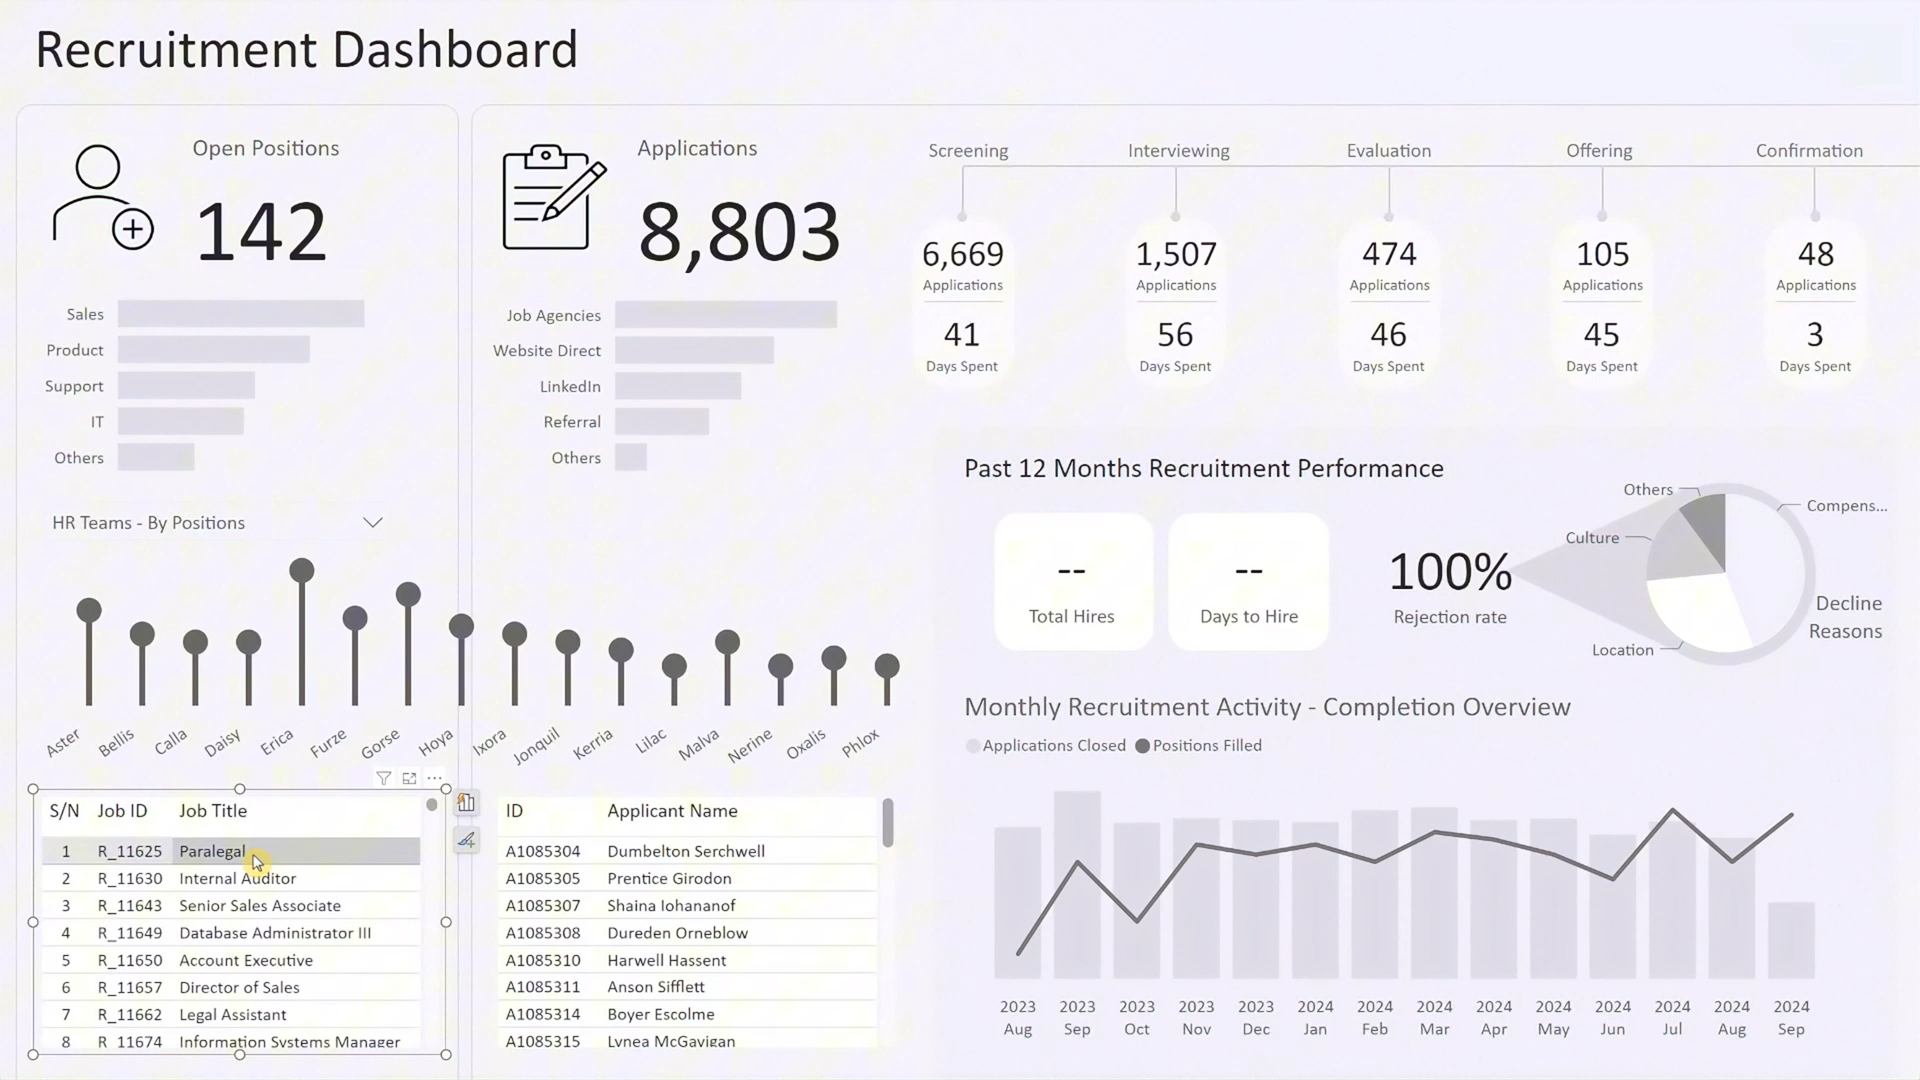 Recruitment Dashboard
Open Positions
142
Sales
Product
Support
IT
Others
Applications
8,803
Job Agencies
Website Direct
LinkedIn
Referral
Others
Screening
Interviewing
Evaluation
Offering
Confirmation
6,669
Applications
41
Days Spent
1,507
Applications
56
Days Spent
474
Applications
46
Days Spent
105
Applications
45
Days Spent
48
Applications
3
Days Spent
HR Teams - By Positions
Aster
Bellis
Calla
Daisy
Erica
Furze
Gorse
Hoya
Ixora
Jonquil
Kerria
Lilac
Malva
Nerine
Oxalis
Phlox
S/N Job ID Job Title
1 R_11625 Paralegal
2 R_11630 Internal Auditor
3 R_11643 Senior Sales Associate
4 R_11649 Database Administrator III
5 R_11650 Account Executive
6 R_11657 Director of Sales
7 R_11662 Legal Assistant
8 R_11674 Information Systems Manager
ID Applicant Name
A1085304 Dumbelton Serchwell
A1085305 Prentice Girodon
A1085307 Shaina Iohananof
A1085308 Dureden Orneblow
A1085310 Harwell Hassent
A1085311 Anson Sifflett
A1085314 Boyer Escolme
A1085315 Lynea McGavigan
Past 12 Months Recruitment Performance
--
Total Hires
--
Days to Hire
100%
Rejection rate
Others
Compens...
Culture
Location
Decline
Reasons
Monthly Recruitment Activity - Completion Overview
Applications Closed Positions Filled
2023 2023 2023 2023 2023 2024 2024 2024 2024 2024 2024 2024 2024 2024
Aug Sep Oct Nov Dec Jan Feb Mar Apr May Jun Jul Aug Sep